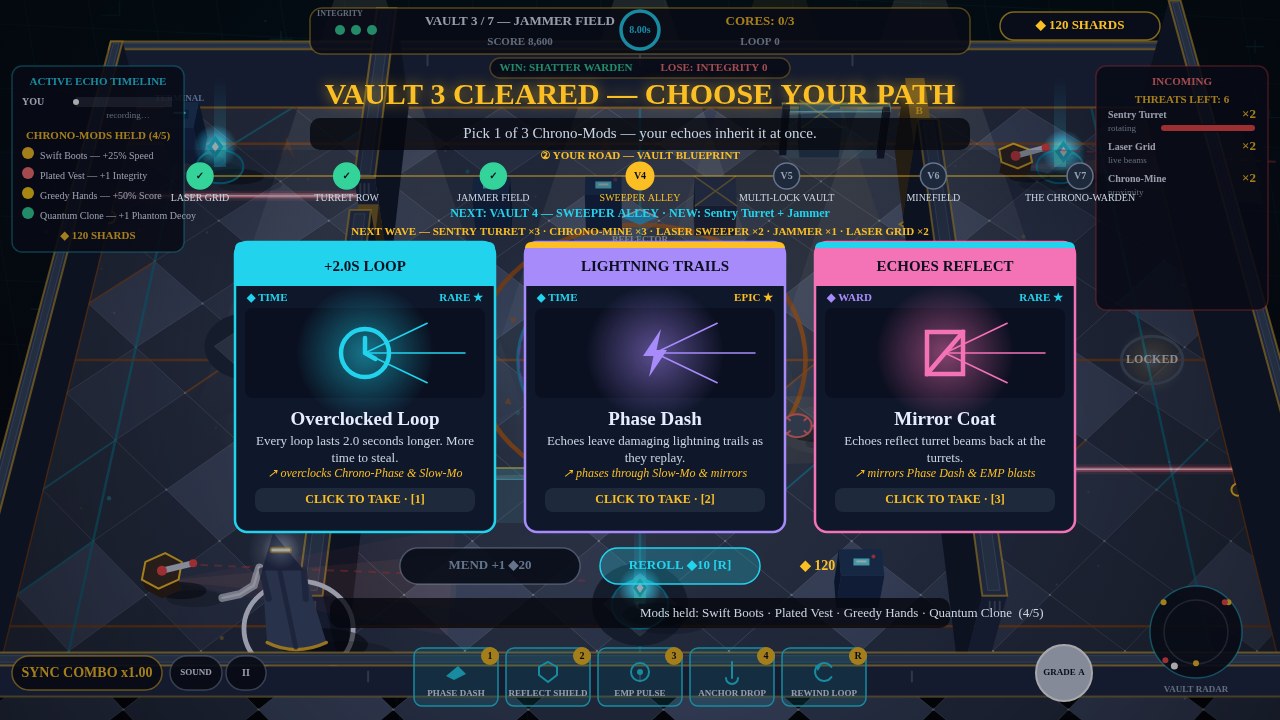 INTEGRITY
VAULT 3 / 7 — JAMMER FIELD
8.00s
CORES: 0/3
SCORE 8,600
LOOP 0
◆ 120 SHARDS
WIN: SHATTER WARDEN
LOSE: INTEGRITY 0
ACTIVE ECHO TIMELINE
YOU
recording…
CHRONO-MODS HELD (4/5)
Swift Boots — +25% Speed
Plated Vest — +1 Integrity
Greedy Hands — +50% Score
Quantum Clone — +1 Phantom Decoy
◆ 120 SHARDS
VAULT 3 CLEARED — CHOOSE YOUR PATH
B
Pick 1 of 3 Chrono-Mods — your echoes inherit it at once.
② YOUR ROAD — VAULT BLUEPRINT
✓ ✓ ✓ V4 V5 V6 V7
LASER GRID
TURRET ROW
JAMMER FIELD
SWEEPER ALLEY
MULTI-LOCK VAULT
MINEFIELD
THE CHRONO-WARDEN
NEXT: VAULT 4 — SWEEPER ALLEY · NEW: Sentry Turret + Jammer
NEXT WAVE — SENTRY TURRET ×3 · CHRONO-MINE ×3 · LASER SWEEPER ×2 · JAMMER ×1 · LASER GRID ×2
REFLECTOR
INCOMING
THREATS LEFT: 6
Sentry Turret ×2
rotating
Laser Grid ×2
live beams
Chrono-Mine ×2
proximity
LOCKED
+2.0S LOOP
◆ TIME
RARE ★
Overclocked Loop
Every loop lasts 2.0 seconds longer. More
time to steal.
↗ overclocks Chrono-Phase & Slow-Mo
CLICK TO TAKE · [1]
LIGHTNING TRAILS
◆ TIME
EPIC ★
Phase Dash
Echoes leave damaging lightning trails as
they replay.
↗ phases through Slow-Mo & mirrors
CLICK TO TAKE · [2]
ECHOES REFLECT
◆ WARD
RARE ★
Mirror Coat
Echoes reflect turret beams back at the
turrets.
↗ mirrors Phase Dash & EMP blasts
CLICK TO TAKE · [3]
MEND +1 ◆20
REROLL ◆10 [R]
◆ 120
Mods held: Swift Boots · Plated Vest · Greedy Hands · Quantum Clone (4/5)
SYNC COMBO x1.00
SOUND
II
1
PHASE DASH
2
REFLECT SHIELD
3
EMP PULSE
4
ANCHOR DROP
R
REWIND LOOP
GRADE A
VAULT RADAR